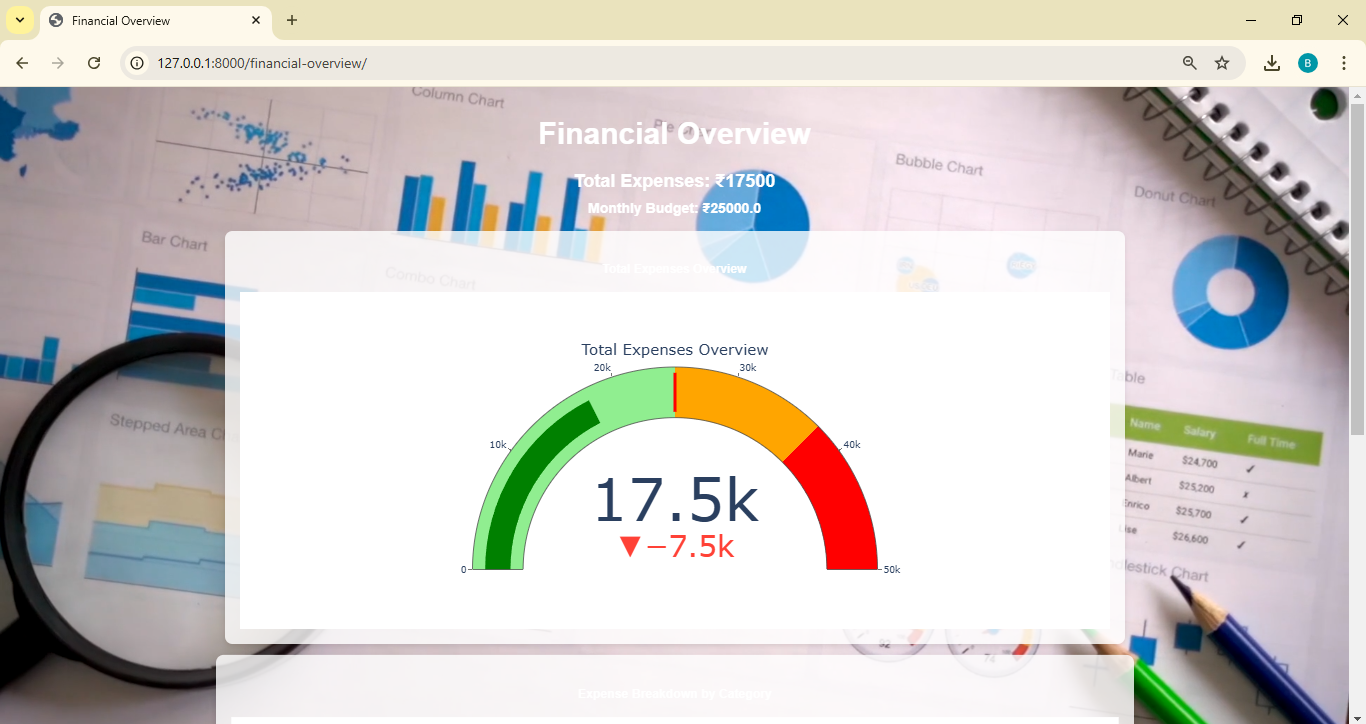 Financial Overview
127.0.0.1:8000/financial-overview/
B
Column Chart
Financial Overview
Bubble Chart
Total Expenses: ₹17500
Donut Chart
Monthly Budget: ₹25000.0
Bar Chart
Combo Chart
Total Expenses Overview
Total Expenses Overview
20k
30k
Table
Stepped Area
Name Salary Full Time
10k
40k
Marie $24,700 ✓
Albert $25,200 x
Enrico $25,700 ✓
$26,600 ✓
17.5k
▼−7.5k
0
50k
Chart
92
74
Expense Breakdown by Category